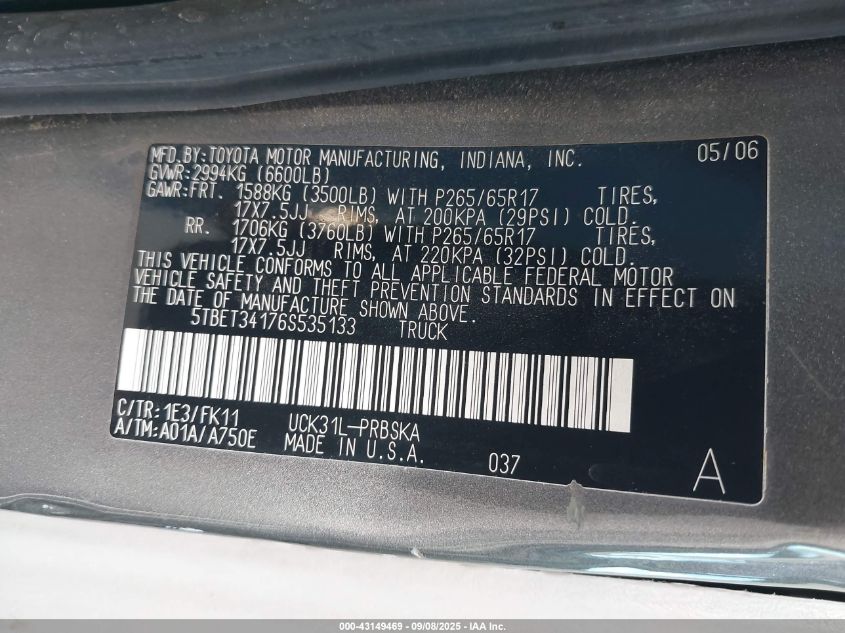 MFD.BY:TOYOTA MOTOR MANUFACTURING, INDIANA, INC. 05/06
GVWR:2994KG (6600LB)
GAWR:FRT. 1588KG (3500LB) WITH P265/65R17 TIRES,
17X7.5JJ RIMS, AT 200KPA (29PSI) COLD.
RR. 1706KG (3760LB) WITH P265/65R17 TIRES,
17X7.5JJ RIMS, AT 220KPA (32PSI) COLD.
THIS VEHICLE CONFORMS TO ALL APPLICABLE FEDERAL MOTOR
VEHICLE SAFETY AND THEFT PREVENTION STANDARDS IN EFFECT ON
THE DATE OF MANUFACTURE SHOWN ABOVE.
5TBET34176S535133 TRUCK
C/TR:1E3/FK11 UCK31L-PRBSKA
A/TM:A01A/A750E MADE IN U.S.A. 037 A
000-43149469 - 09/08/2025 - IAA Inc.